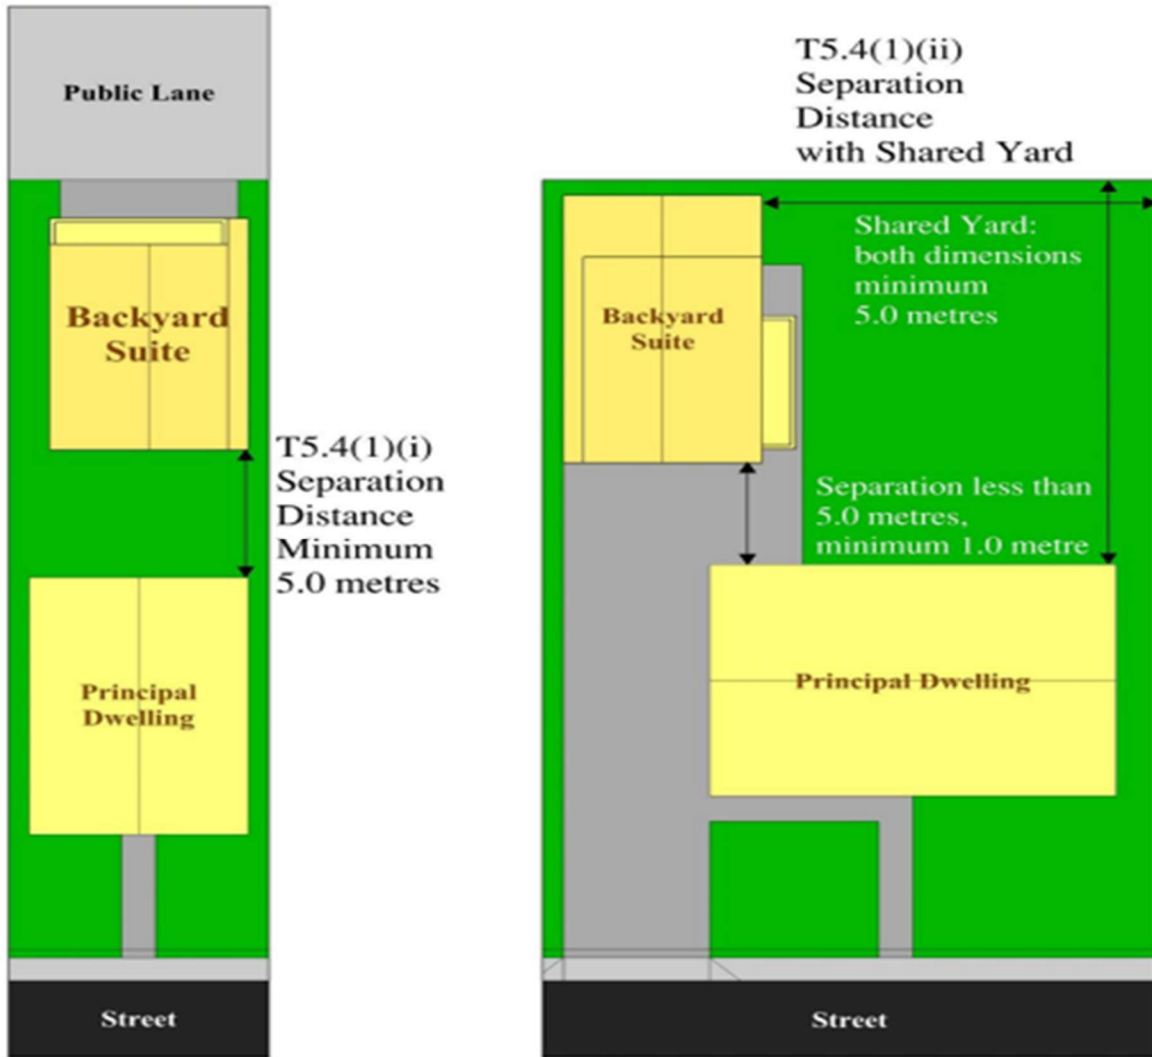 Public Lane
Backyard
Suite
T5.4(1)(i)
Separation
Distance
Minimum
5.0 metres
Principal
Dwelling
Street
T5.4(1)(ii)
Separation
Distance
with Shared Yard
Shared Yard:
both dimensions
minimum
5.0 metres
Backyard
Suite
Separation less than
5.0 metres,
minimum 1.0 metre
Principal Dwelling
Street